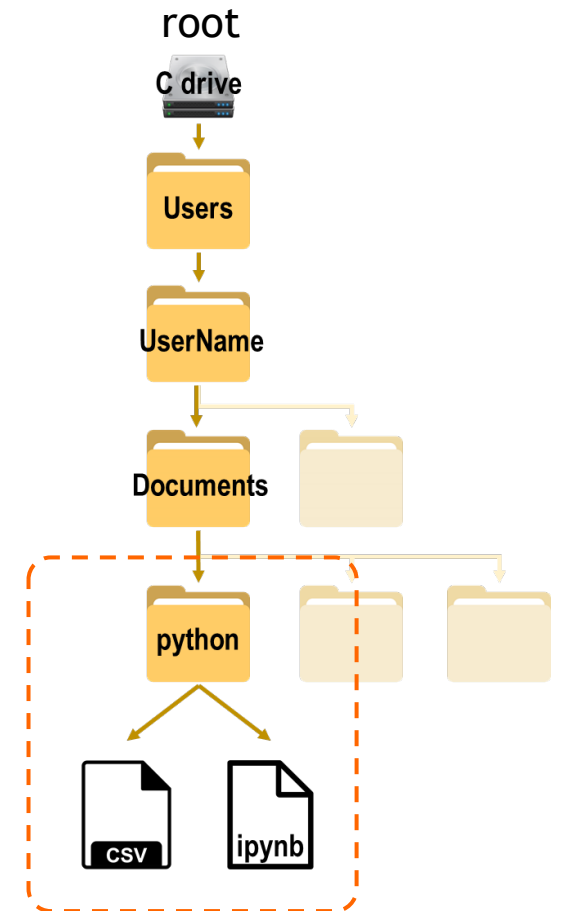 root
C drive
Users
UserName
Documents
python
CSV
ipynb